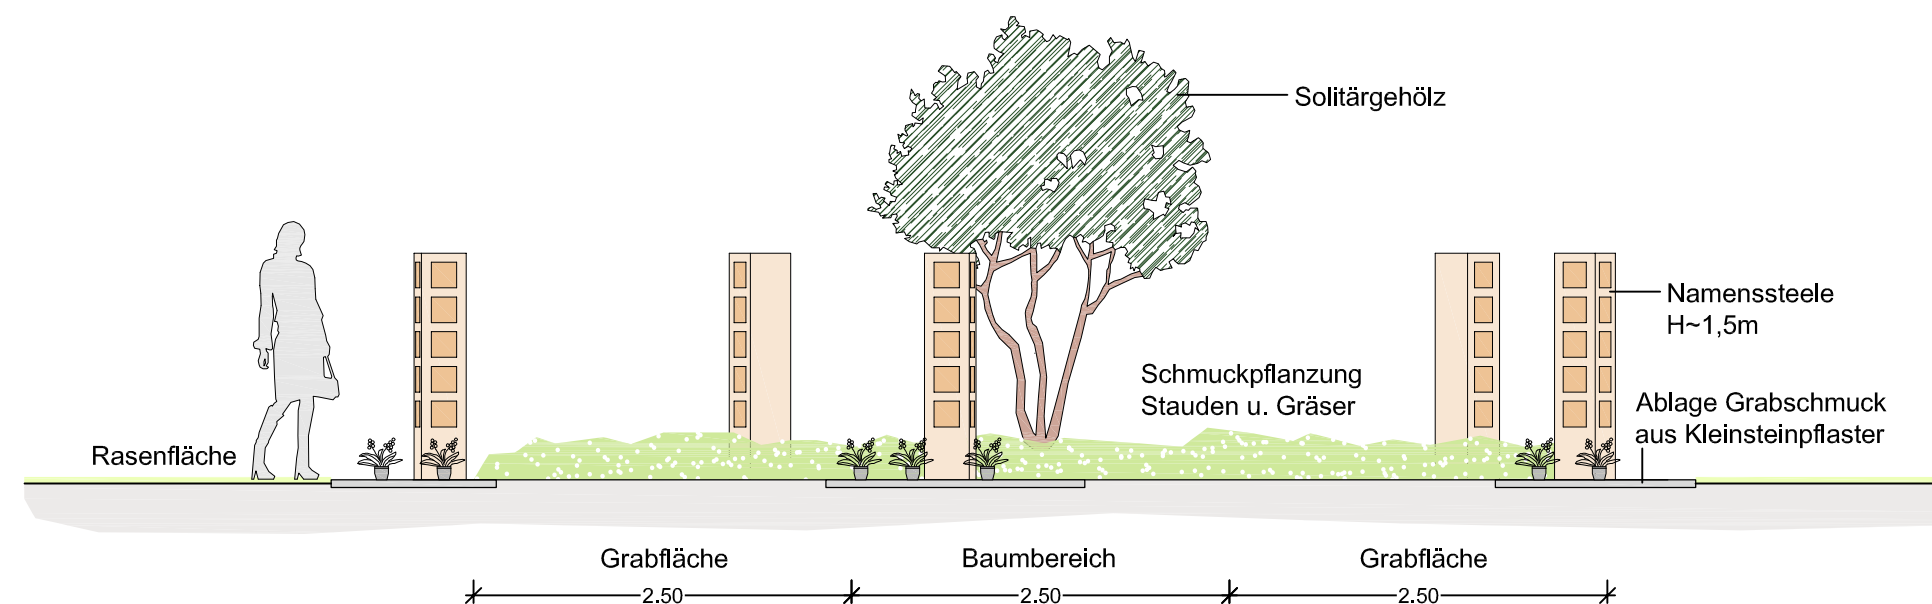 Solitärgehölz
Namenssteele
H~1,5m
Schmuckpflanzung
Stauden u. Gräser
Ablage Grabschmuck
aus Kleinsteinpflaster
Rasenfläche
Grabfläche
Baumbereich
Grabfläche
2.50
2.50
2.50